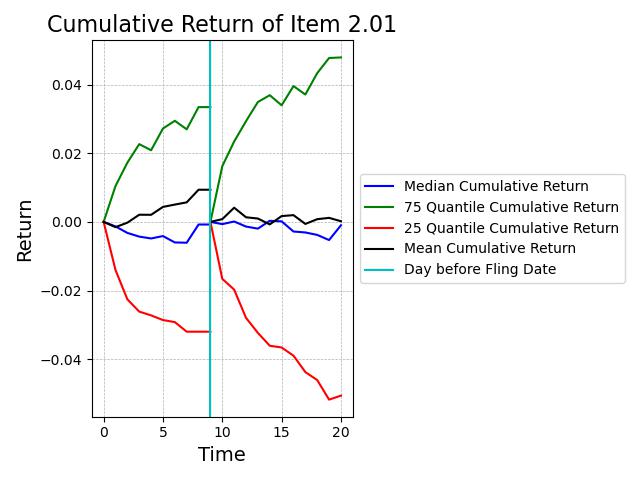 Cumulative Return of Item 2.01
Return
0.04
0.02
0.00
−0.02
−0.04
0
5
10
15
20
Time
Median Cumulative Return
75 Quantile Cumulative Return
25 Quantile Cumulative Return
Mean Cumulative Return
Day before Fling Date